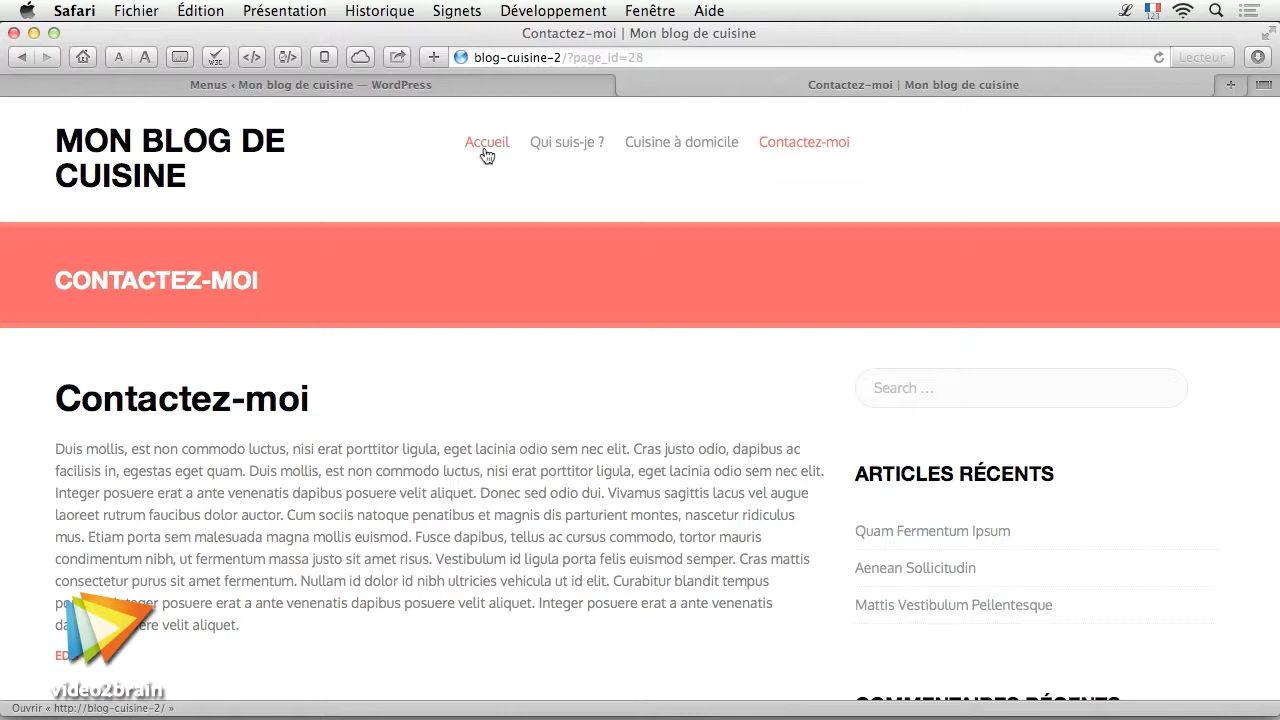 Safari Fichier Édition Présentation Historique Signets Développement Fenêtre Aide
123
Contactez-moi | Mon blog de cuisine
A A W3C </> blog-cuisine-2/?page_id=28 Lecteur
Menus ‹ Mon blog de cuisine — WordPress Contactez-moi | Mon blog de cuisine
MON BLOG DE
CUISINE
Accueil Qui suis-je ? Cuisine à domicile Contactez-moi
CONTACTEZ-MOI
Contactez-moi
Duis mollis, est non commodo luctus, nisi erat porttitor ligula, eget lacinia odio sem nec elit. Cras justo odio, dapibus ac
facilisis in, egestas eget quam. Duis mollis, est non commodo luctus, nisi erat porttitor ligula, eget lacinia odio sem nec elit.
Integer posuere erat a ante venenatis dapibus posuere velit aliquet. Donec sed odio dui. Vivamus sagittis lacus vel augue
laoreet rutrum faucibus dolor auctor. Cum sociis natoque penatibus et magnis dis parturient montes, nascetur ridiculus
mus. Etiam porta sem malesuada magna mollis euismod. Fusce dapibus, tellus ac cursus commodo, tortor mauris
condimentum nibh, ut fermentum massa justo sit amet risus. Vestibulum id ligula porta felis euismod semper. Cras mattis
consectetur purus sit amet fermentum. Nullam id dolor id nibh ultricies vehicula ut id elit. Curabitur blandit tempus
posuere erat a ante venenatis dapibus posuere velit aliquet. Integer posuere erat a ante venenatis
velit aliquet.
Search …
ARTICLES RÉCENTS
Quam Fermentum Ipsum
Aenean Sollicitudin
Mattis Vestibulum Pellentesque
COMMENTAIRES RÉCENTS
video2brain
Ouvrir « http://blog-cuisine-2/ »